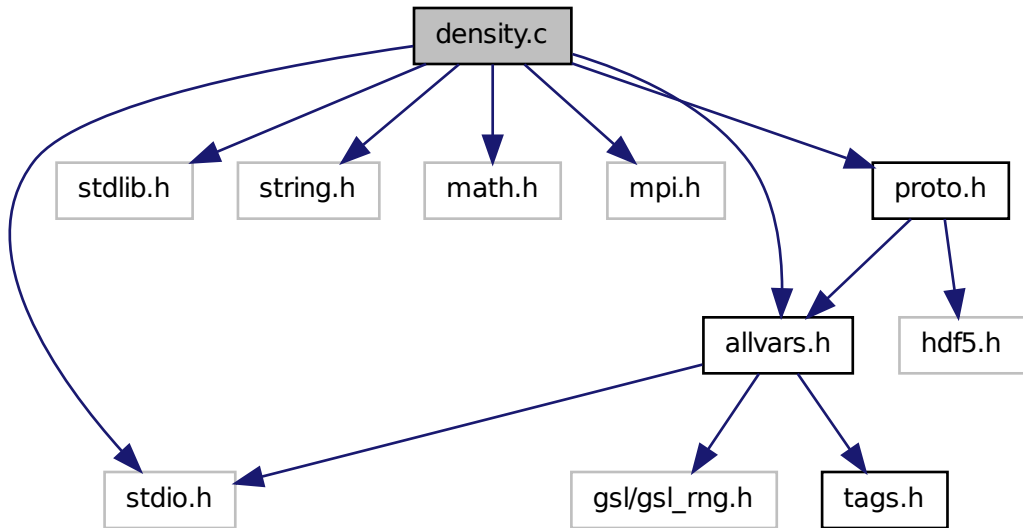 density.c
stdlib.h
string.h
math.h
mpi.h
proto.h
allvars.h
hdf5.h
stdio.h
gsl/gsl_rng.h
tags.h